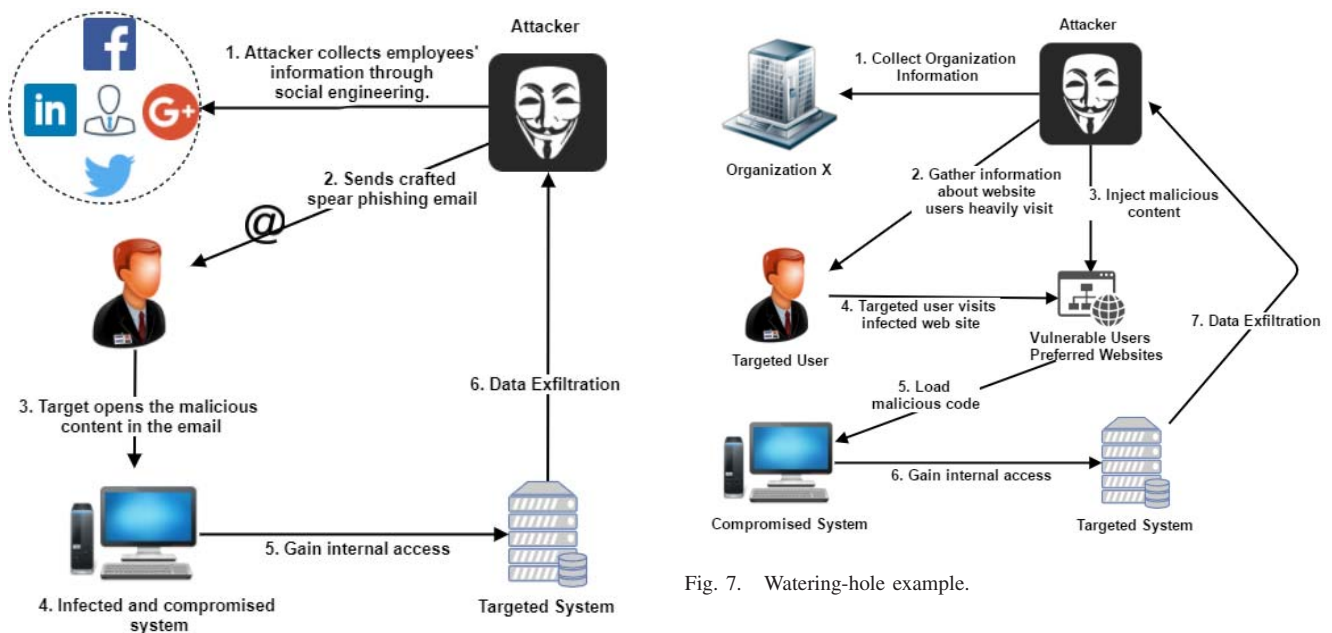 Attacker
1. Attacker collects employees'
information through
social engineering.
f
in
G+
2. Sends crafted
spear phishing email
@
3. Target opens the malicious
content in the email
4. Infected and compromised
system
5. Gain internal access
Targeted System
6. Data Exfiltration
Attacker
1. Collect Organization
Information
Organization X
2. Gather information
about website
users heavily visit
3. Inject malicious
content
Targeted User
4. Targeted user visits
infected web site
Vulnerable Users
Preferred Websites
5. Load
malicious code
Compromised System
6. Gain internal access
Targeted System
7. Data Exfiltration
Fig. 7. Watering-hole example.